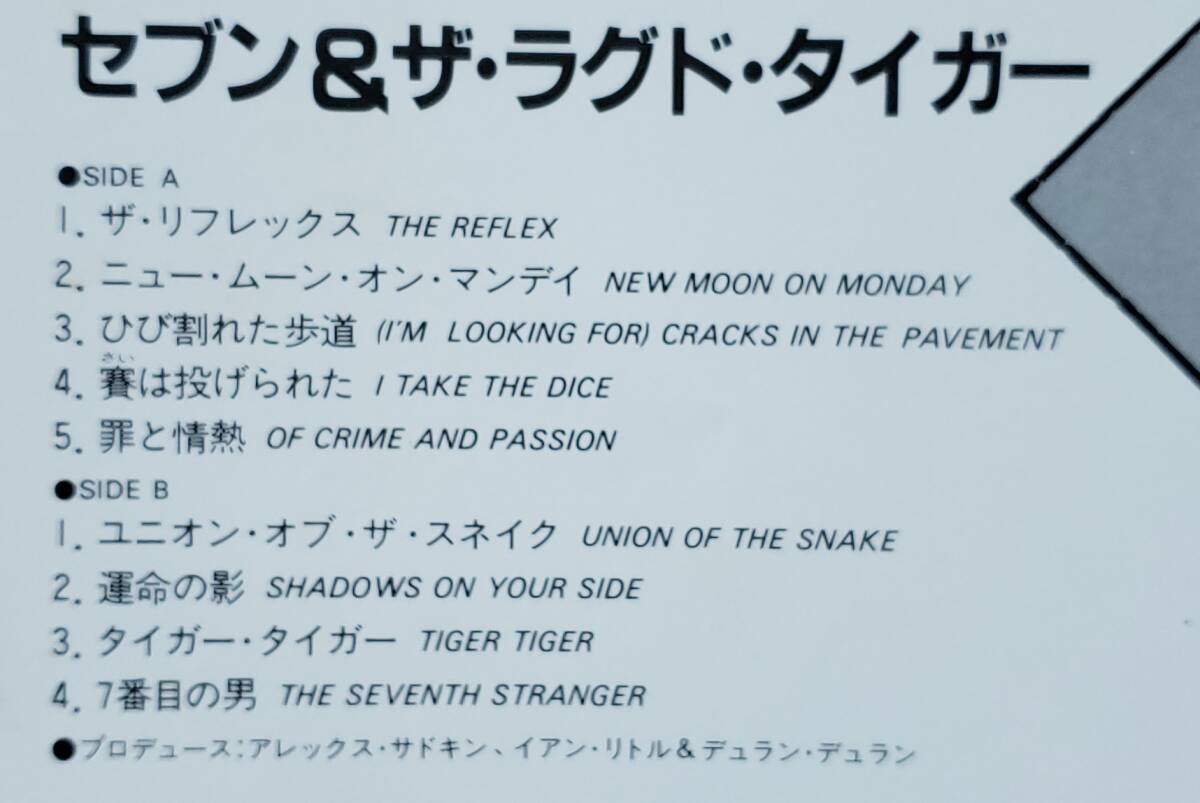 セブン&ザ・ラグド・タイガー
●SIDE A
1. ザ・リフレックス THE REFLEX
2. ニュー・ムーン・オン・マンデイ NEW MOON ON MONDAY
3. ひび割れた歩道 (I'M LOOKING FOR) CRACKS IN THE PAVEMENT
さい
4. 賽は投げられた I TAKE THE DICE
5. 罪と情熱 OF CRIME AND PASSION
●SIDE B
1. ユニオン・オブ・ザ・スネイク UNION OF THE SNAKE
2. 運命の影 SHADOWS ON YOUR SIDE
3. タイガー・タイガー TIGER TIGER
4. 7番目の男 THE SEVENTH STRANGER
●プロデュース:アレックス・サドキン、イアン・リトル&デュラン・デュラン